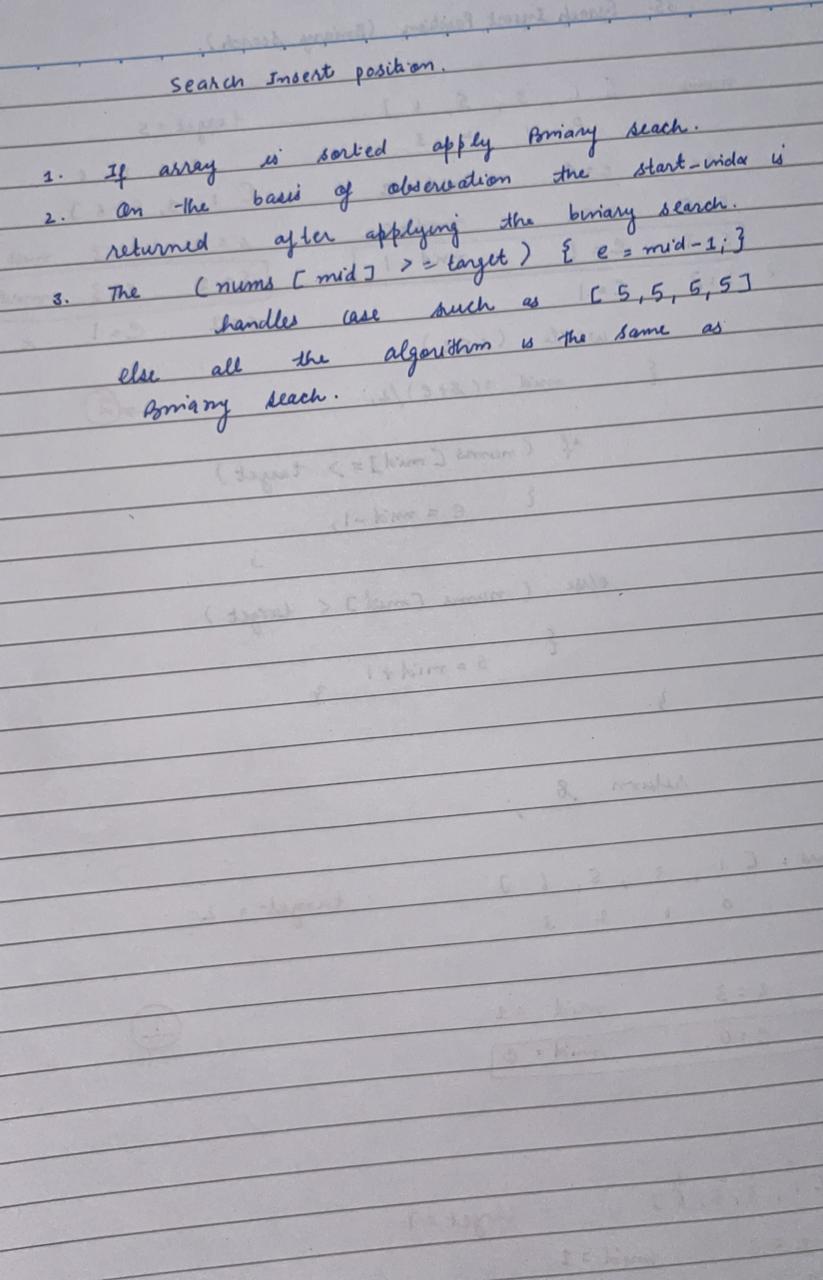 Search Insert position.
1. If array is sorted apply Bniary seach.
2. On the basis of observation the start-index is
returned after applying the binary search.
3. The (nums [mid] >= target) { e = mid-1; }
handles case such as [5,5,5,5]
else all the algorithm is the same as
Bniary seach.